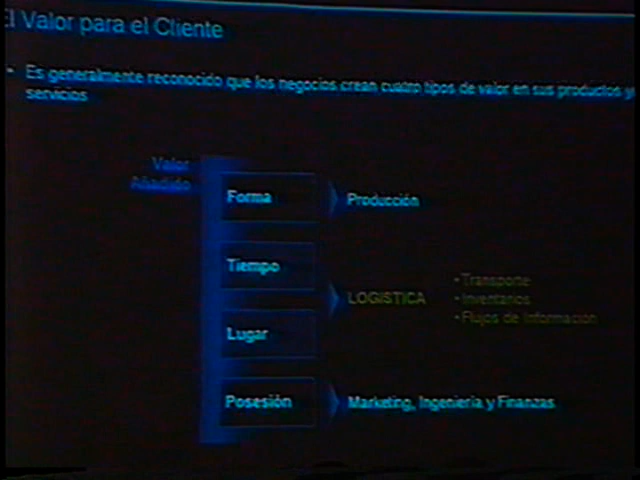 El Valor para el Cliente
• Es generalmente reconocido que los negocios crean cuatro tipos de valor en sus productos y
servicios
Valor
Añadido
Forma
Producción
Tiempo
LOGISTICA
• Transporte
• Inventarios
• Flujos de Informacion
Lugar
Posesión
Marketing, Ingeniería y Finanzas